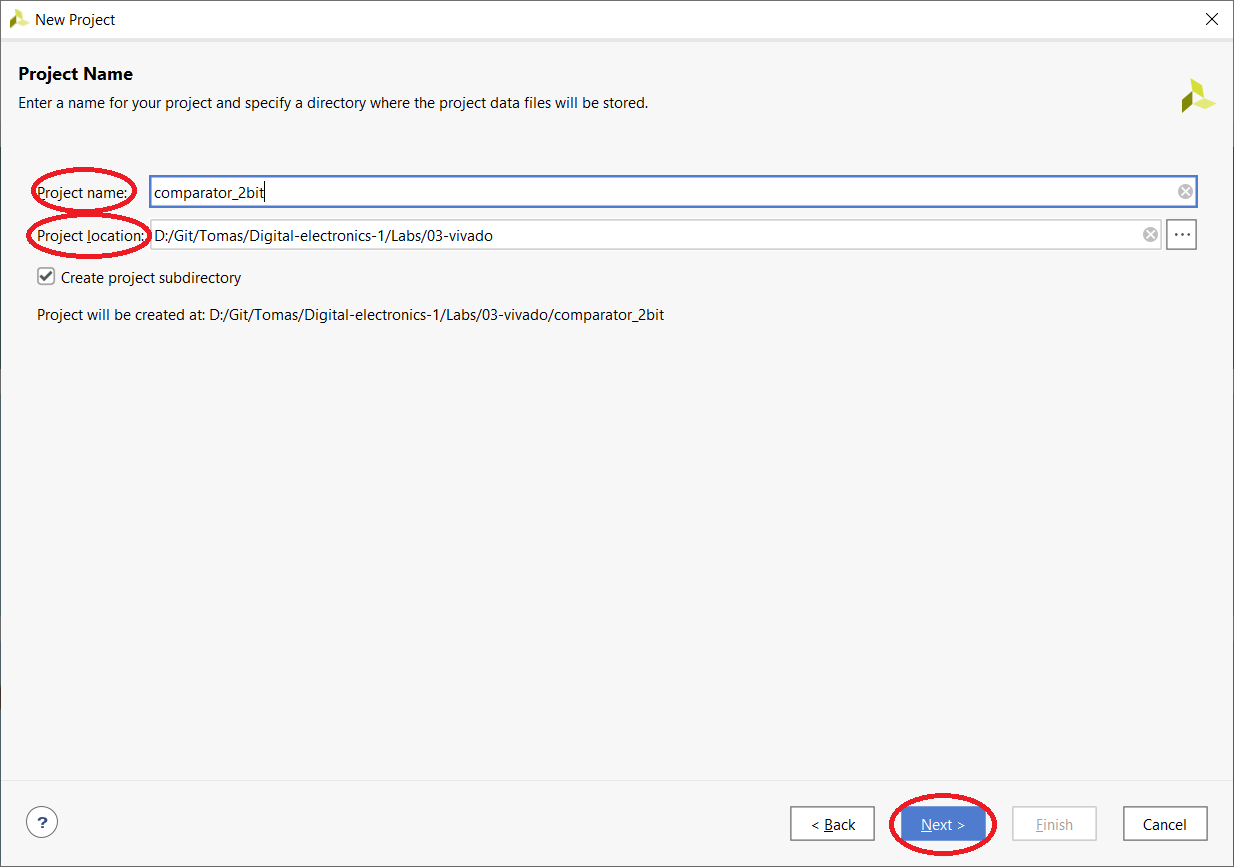 New Project
Project Name
Enter a name for your project and specify a directory where the project data files will be stored.
Project name: comparator_2bit
Project location: D:/Git/Tomas/Digital-electronics-1/Labs/03-vivado ...
Create project subdirectory
Project will be created at: D:/Git/Tomas/Digital-electronics-1/Labs/03-vivado/comparator_2bit
? < Back Next > Finish Cancel